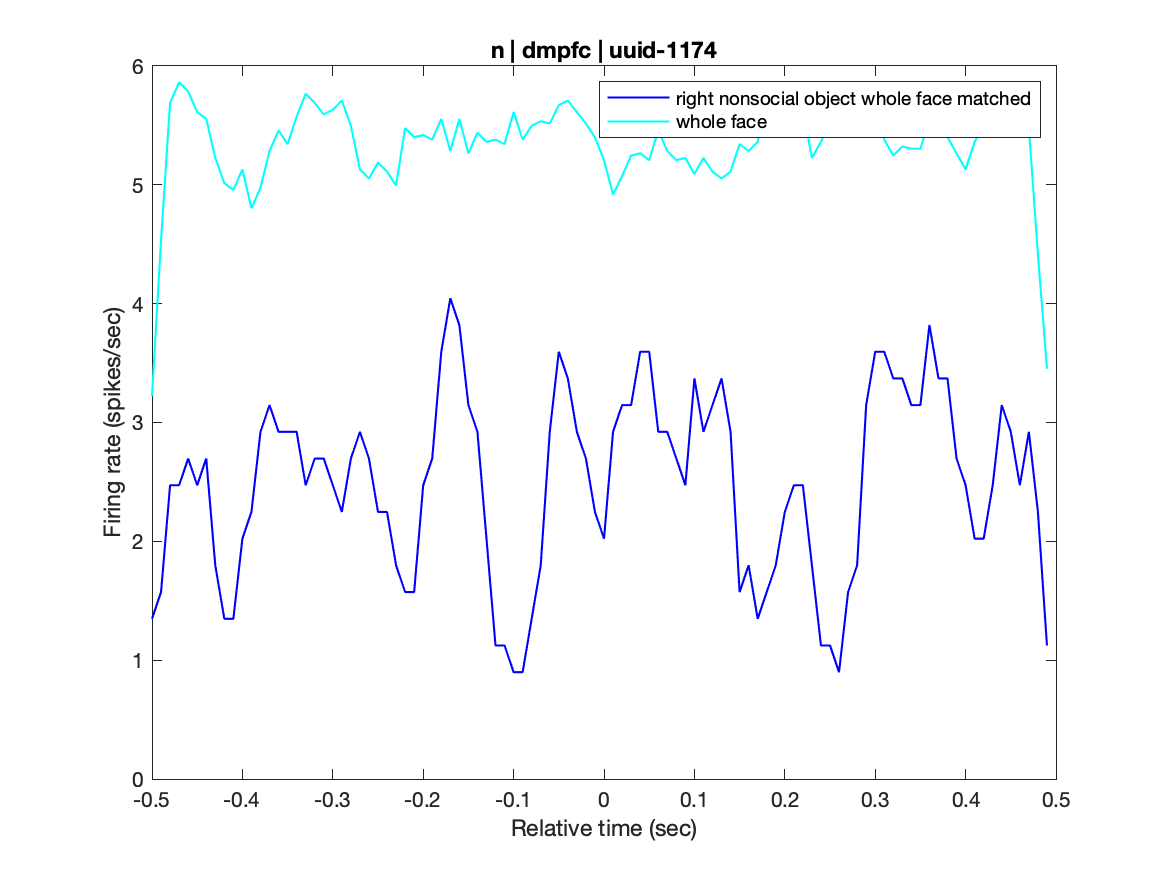 n | dmpfc | uuid-1174
right nonsocial object whole face matched
whole face
Firing rate (spikes/sec)
6
5
4
3
2
1
0
-0.5 -0.4 -0.3 -0.2 -0.1 0 0.1 0.2 0.3 0.4 0.5
Relative time (sec)